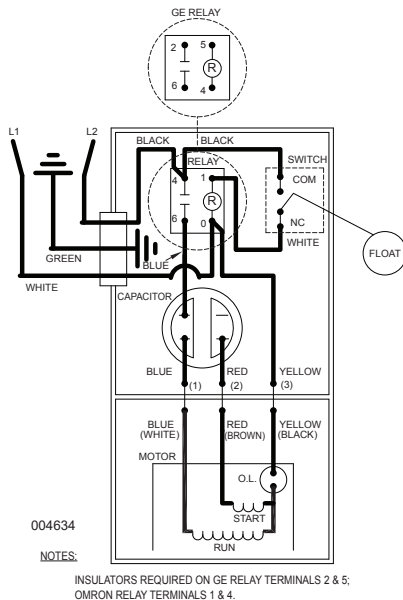 GE RELAY
2 5
R
6 4
L1 L2
BLACK BLACK
RELAY
SWITCH
4 1
COM
R
6 0
NC
WHITE
FLOAT
GREEN
BLUE
WHITE
CAPACITOR
BLUE RED YELLOW
(1) (2) (3)
BLUE RED YELLOW
(WHITE) (BROWN) (BLACK)
MOTOR
O.L.
START
RUN
004634
NOTES:
INSULATORS REQUIRED ON GE RELAY TERMINALS 2 & 5;
OMRON RELAY TERMINALS 1 & 4.